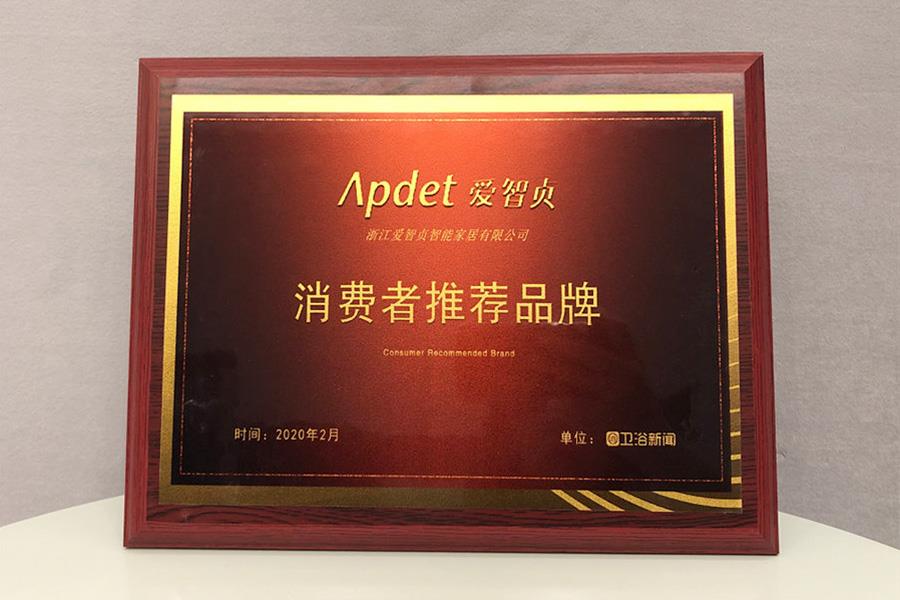 Apdet 爱智贞
浙江爱智贞智能家居有限公司
消费者推荐品牌
Consumer Recommended Brand
时间：2020年2月
单位：卫浴新闻